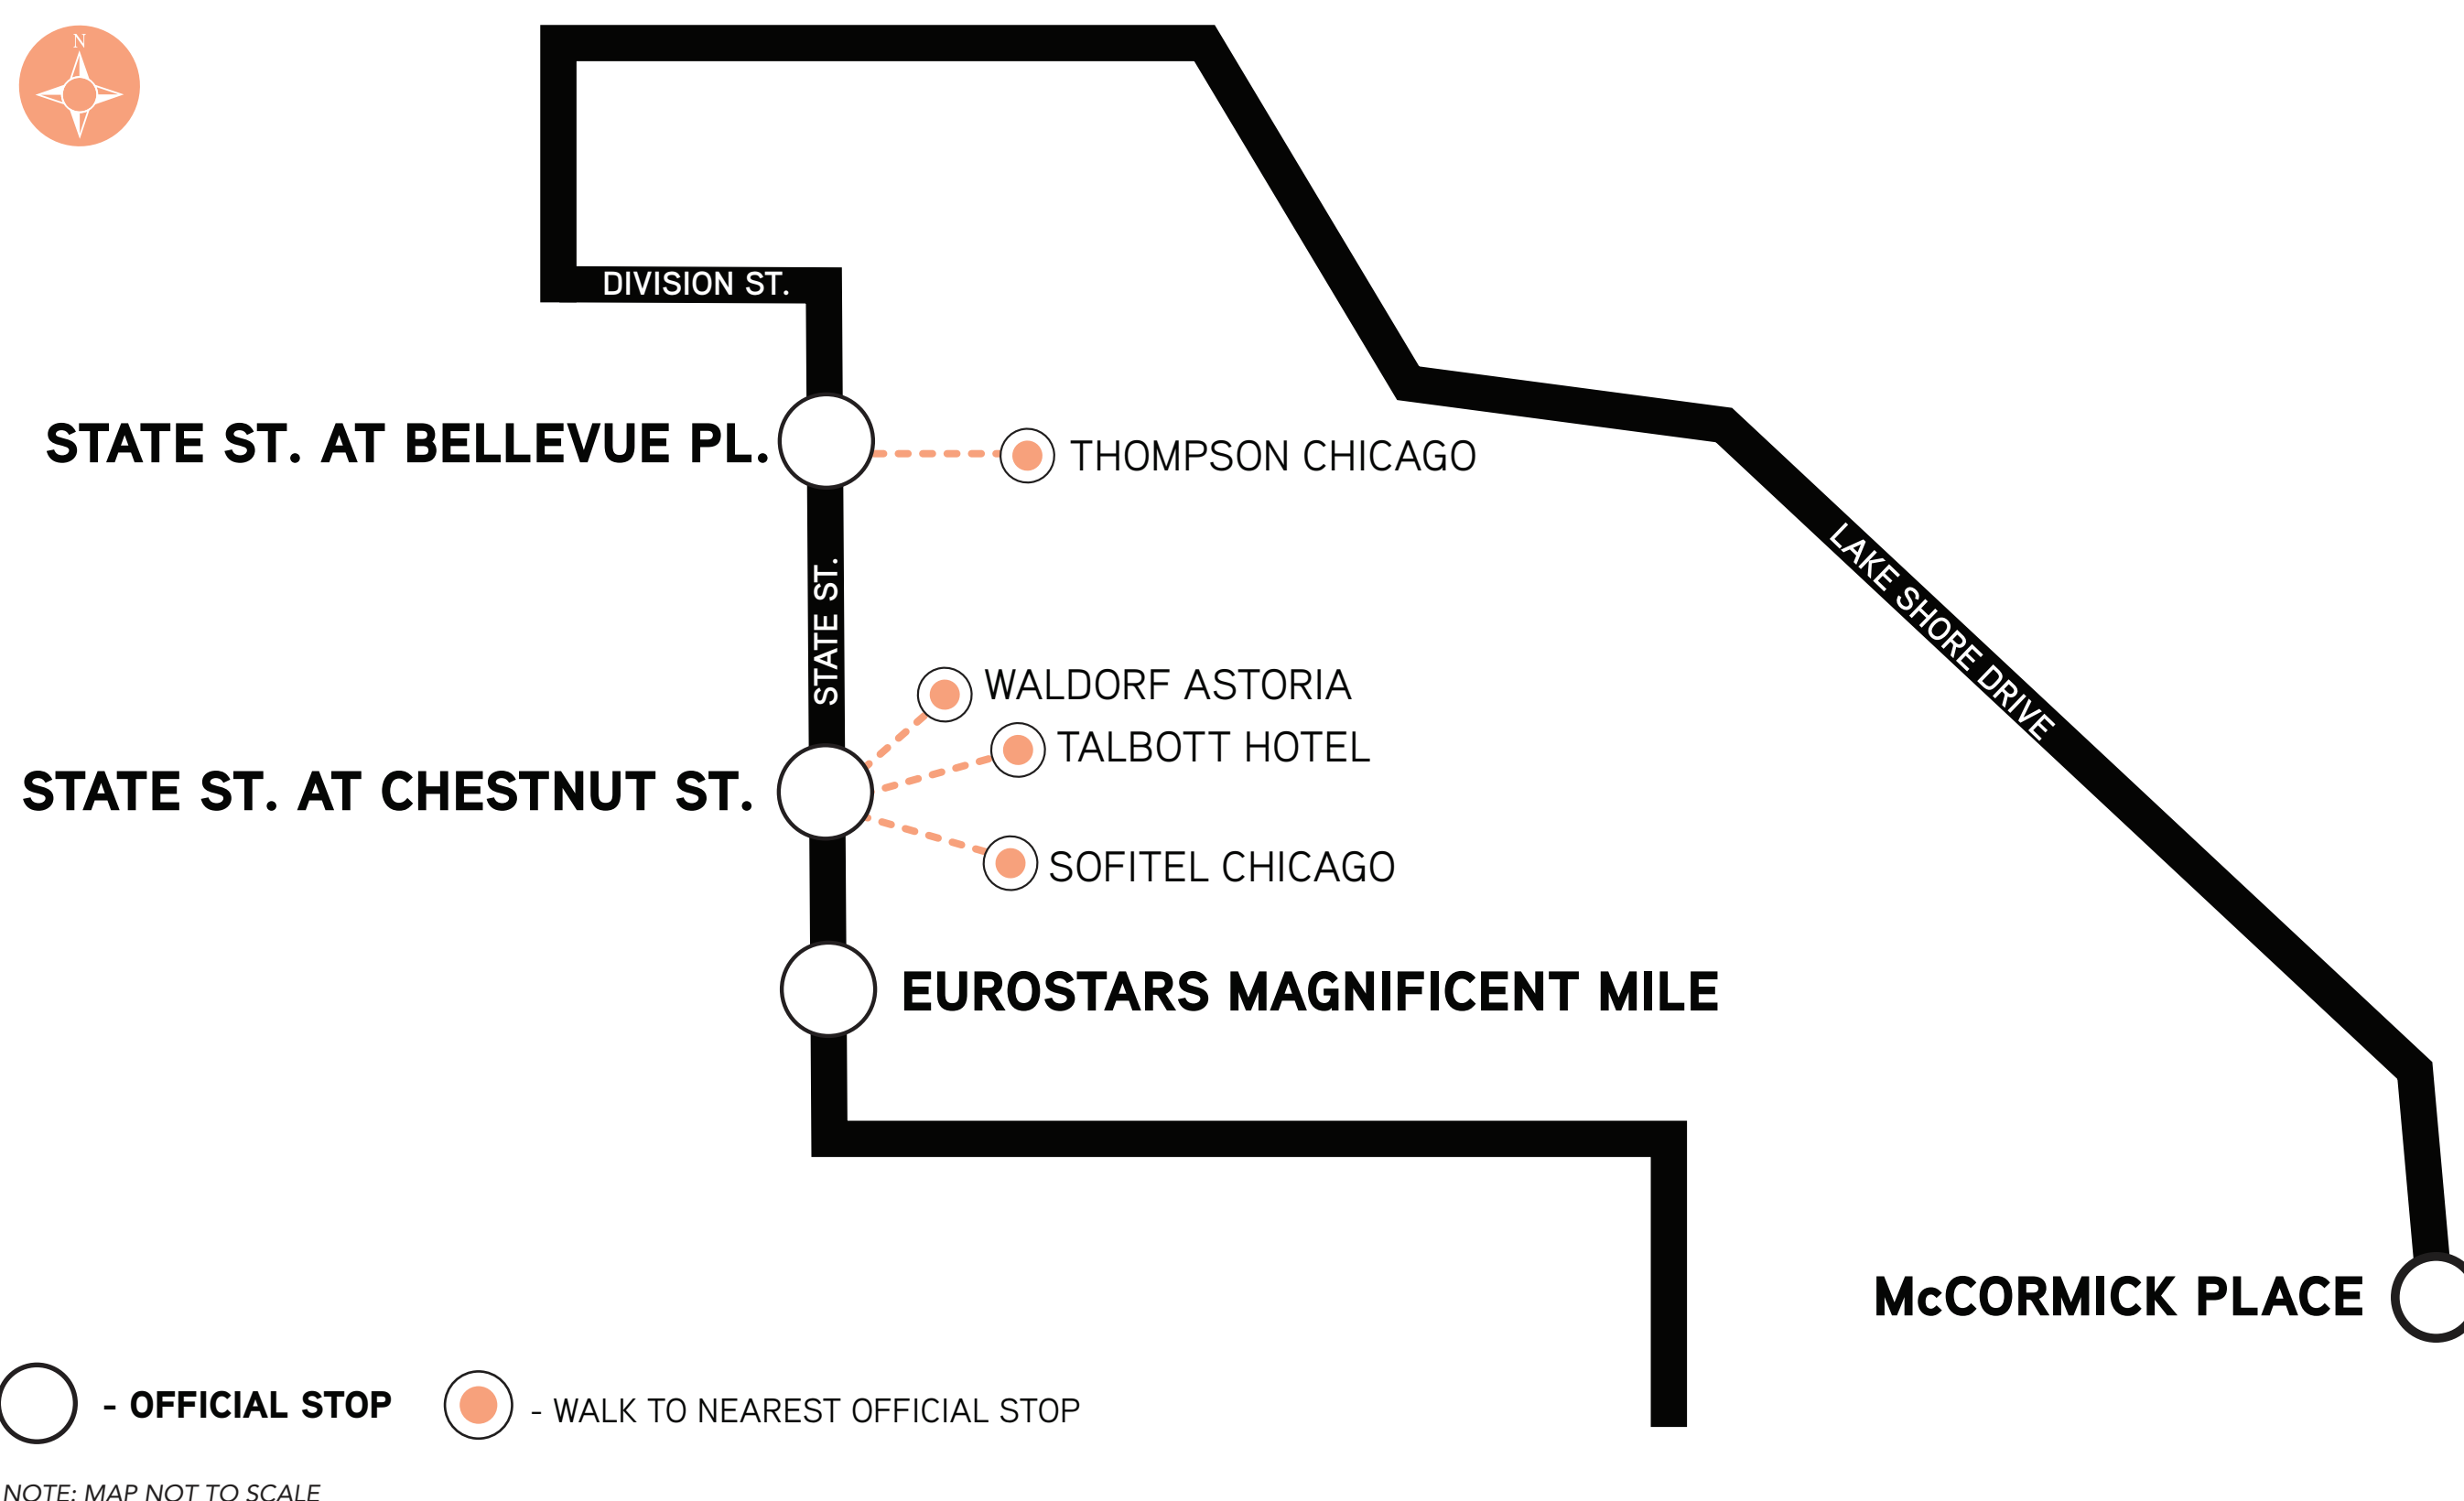 N
DIVISION ST.
STATE ST. AT BELLEVUE PL.
THOMPSON CHICAGO
STATE ST.
LAKE SHORE DRIVE
WALDORF ASTORIA
TALBOTT HOTEL
STATE ST. AT CHESTNUT ST.
SOFITEL CHICAGO
EUROSTARS MAGNIFICENT MILE
McCORMICK PLACE
- OFFICIAL STOP
- WALK TO NEAREST OFFICIAL STOP
NOTE: MAP NOT TO SCALE